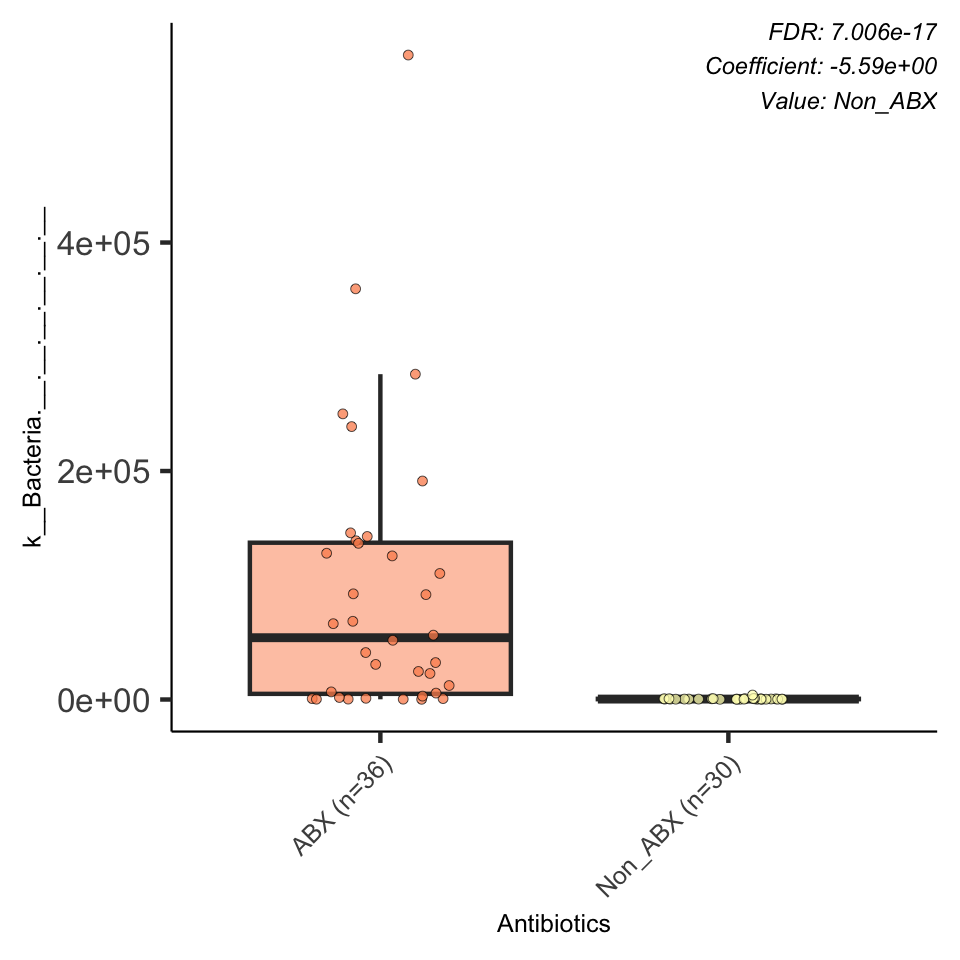 FDR: 7.006e-17
Coefficient: -5.59e+00
Value: Non_ABX
k__Bacteria.__.__.__.__.__.__
4e+05
2e+05
0e+00
ABX (n=36)
Non_ABX (n=30)
Antibiotics